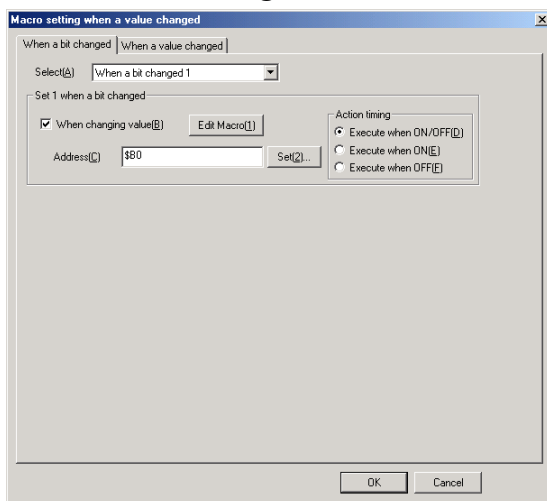 Macro setting when a value changed
When a bit changed When a value changed
Select(A) When a bit changed 1
Set 1 when a bit changed
When changing value(B) Edit Macro(1)
Address(C) $B0 Set(2)...
Action timing
Execute when ON/OFF(D)
Execute when ON(E)
Execute when OFF(F)
OK Cancel